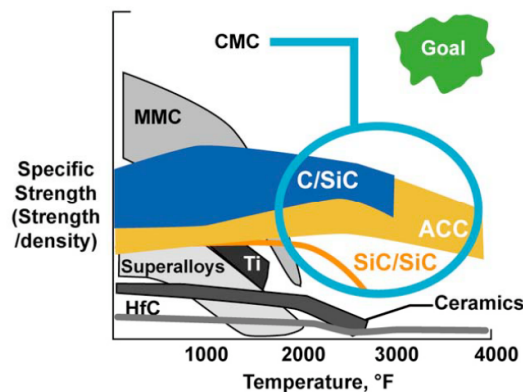 CMC
Goal
MMC
Specific
Strength
(Strength
/density)
C/SiC
ACC
SiC/SiC
Superalloys
Ti
HfC
Ceramics
1000 2000 3000 4000
Temperature, °F